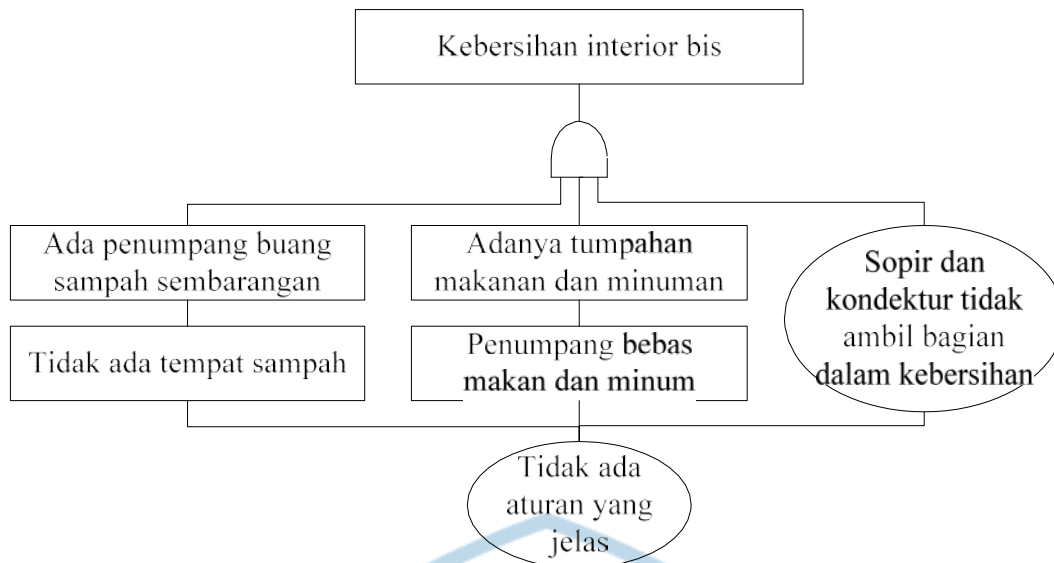 Kebersihan interior bis
Ada penumpang buang
sampah sembarangan
Adanya tumpahan
makanan dan minuman
Sopir dan
kondektur tidak
ambil bagian
dalam kebersihan
Tidak ada tempat sampah
Penumpang bebas
makan dan minum
Tidak ada
aturan yang
jelas